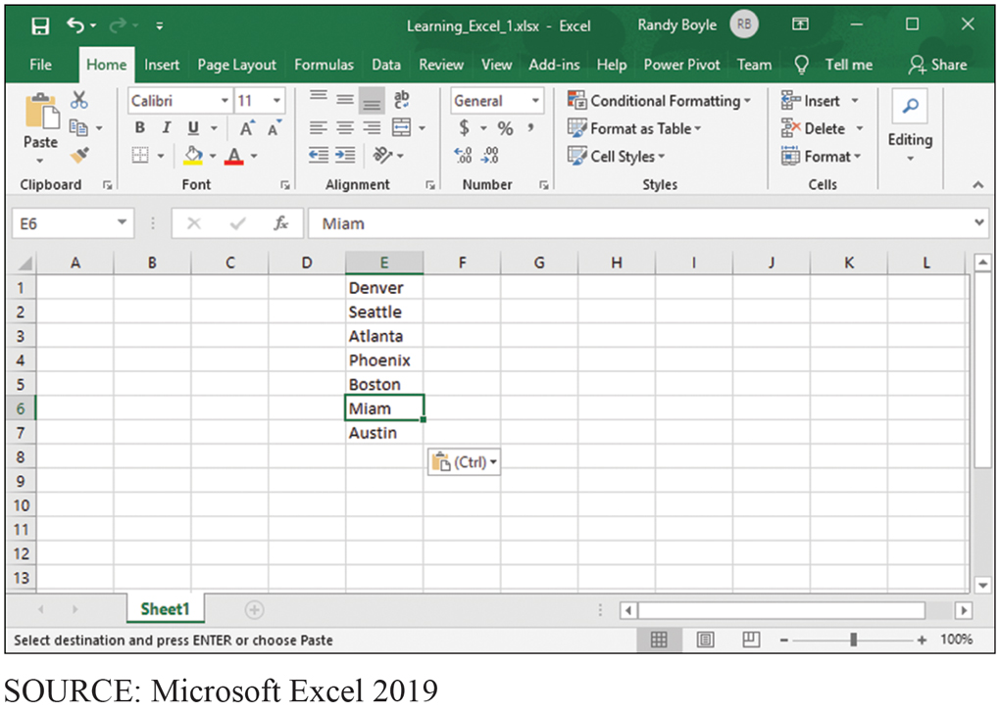 Learning_Excel_1.xlsx - Excel Randy Boyle RB
File Home Insert Page Layout Formulas Data Review View Add-ins Help Power Pivot Team Tell me Share
Calibri 11 ab General Conditional Formatting Insert
Paste B I U A A $ % , Format as Table Delete Editing
A .00 .00 Cell Styles Format
Clipboard Font Alignment Number Styles Cells
E6 fx Miam
A B C D E F G H I J K L
1 Denver
2 Seattle
3 Atlanta
4 Phoenix
5 Boston
6 Miam
7 Austin
8 (Ctrl)
9
10
11
12
13
Sheet1
Select destination and press ENTER or choose Paste 100%
SOURCE: Microsoft Excel 2019